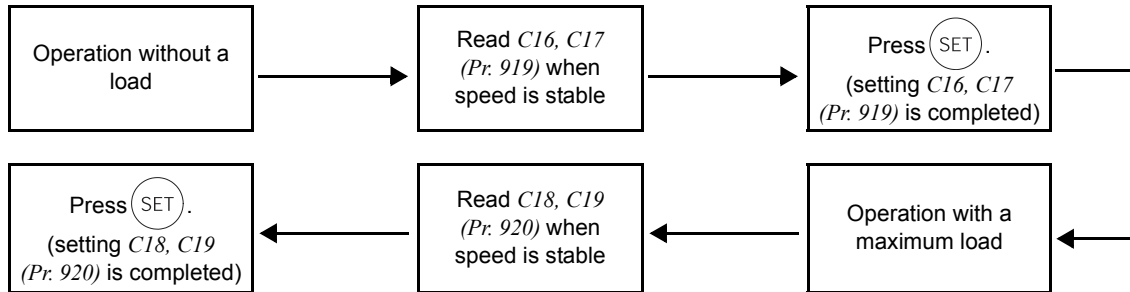 Operation without a
load
Read C16, C17
(Pr. 919) when
speed is stable
Press SET .
(setting C16, C17
(Pr. 919) is completed)
Operation with a
maximum load
Read C18, C19
(Pr. 920) when
speed is stable
Press SET .
(setting C18, C19
(Pr. 920) is completed)